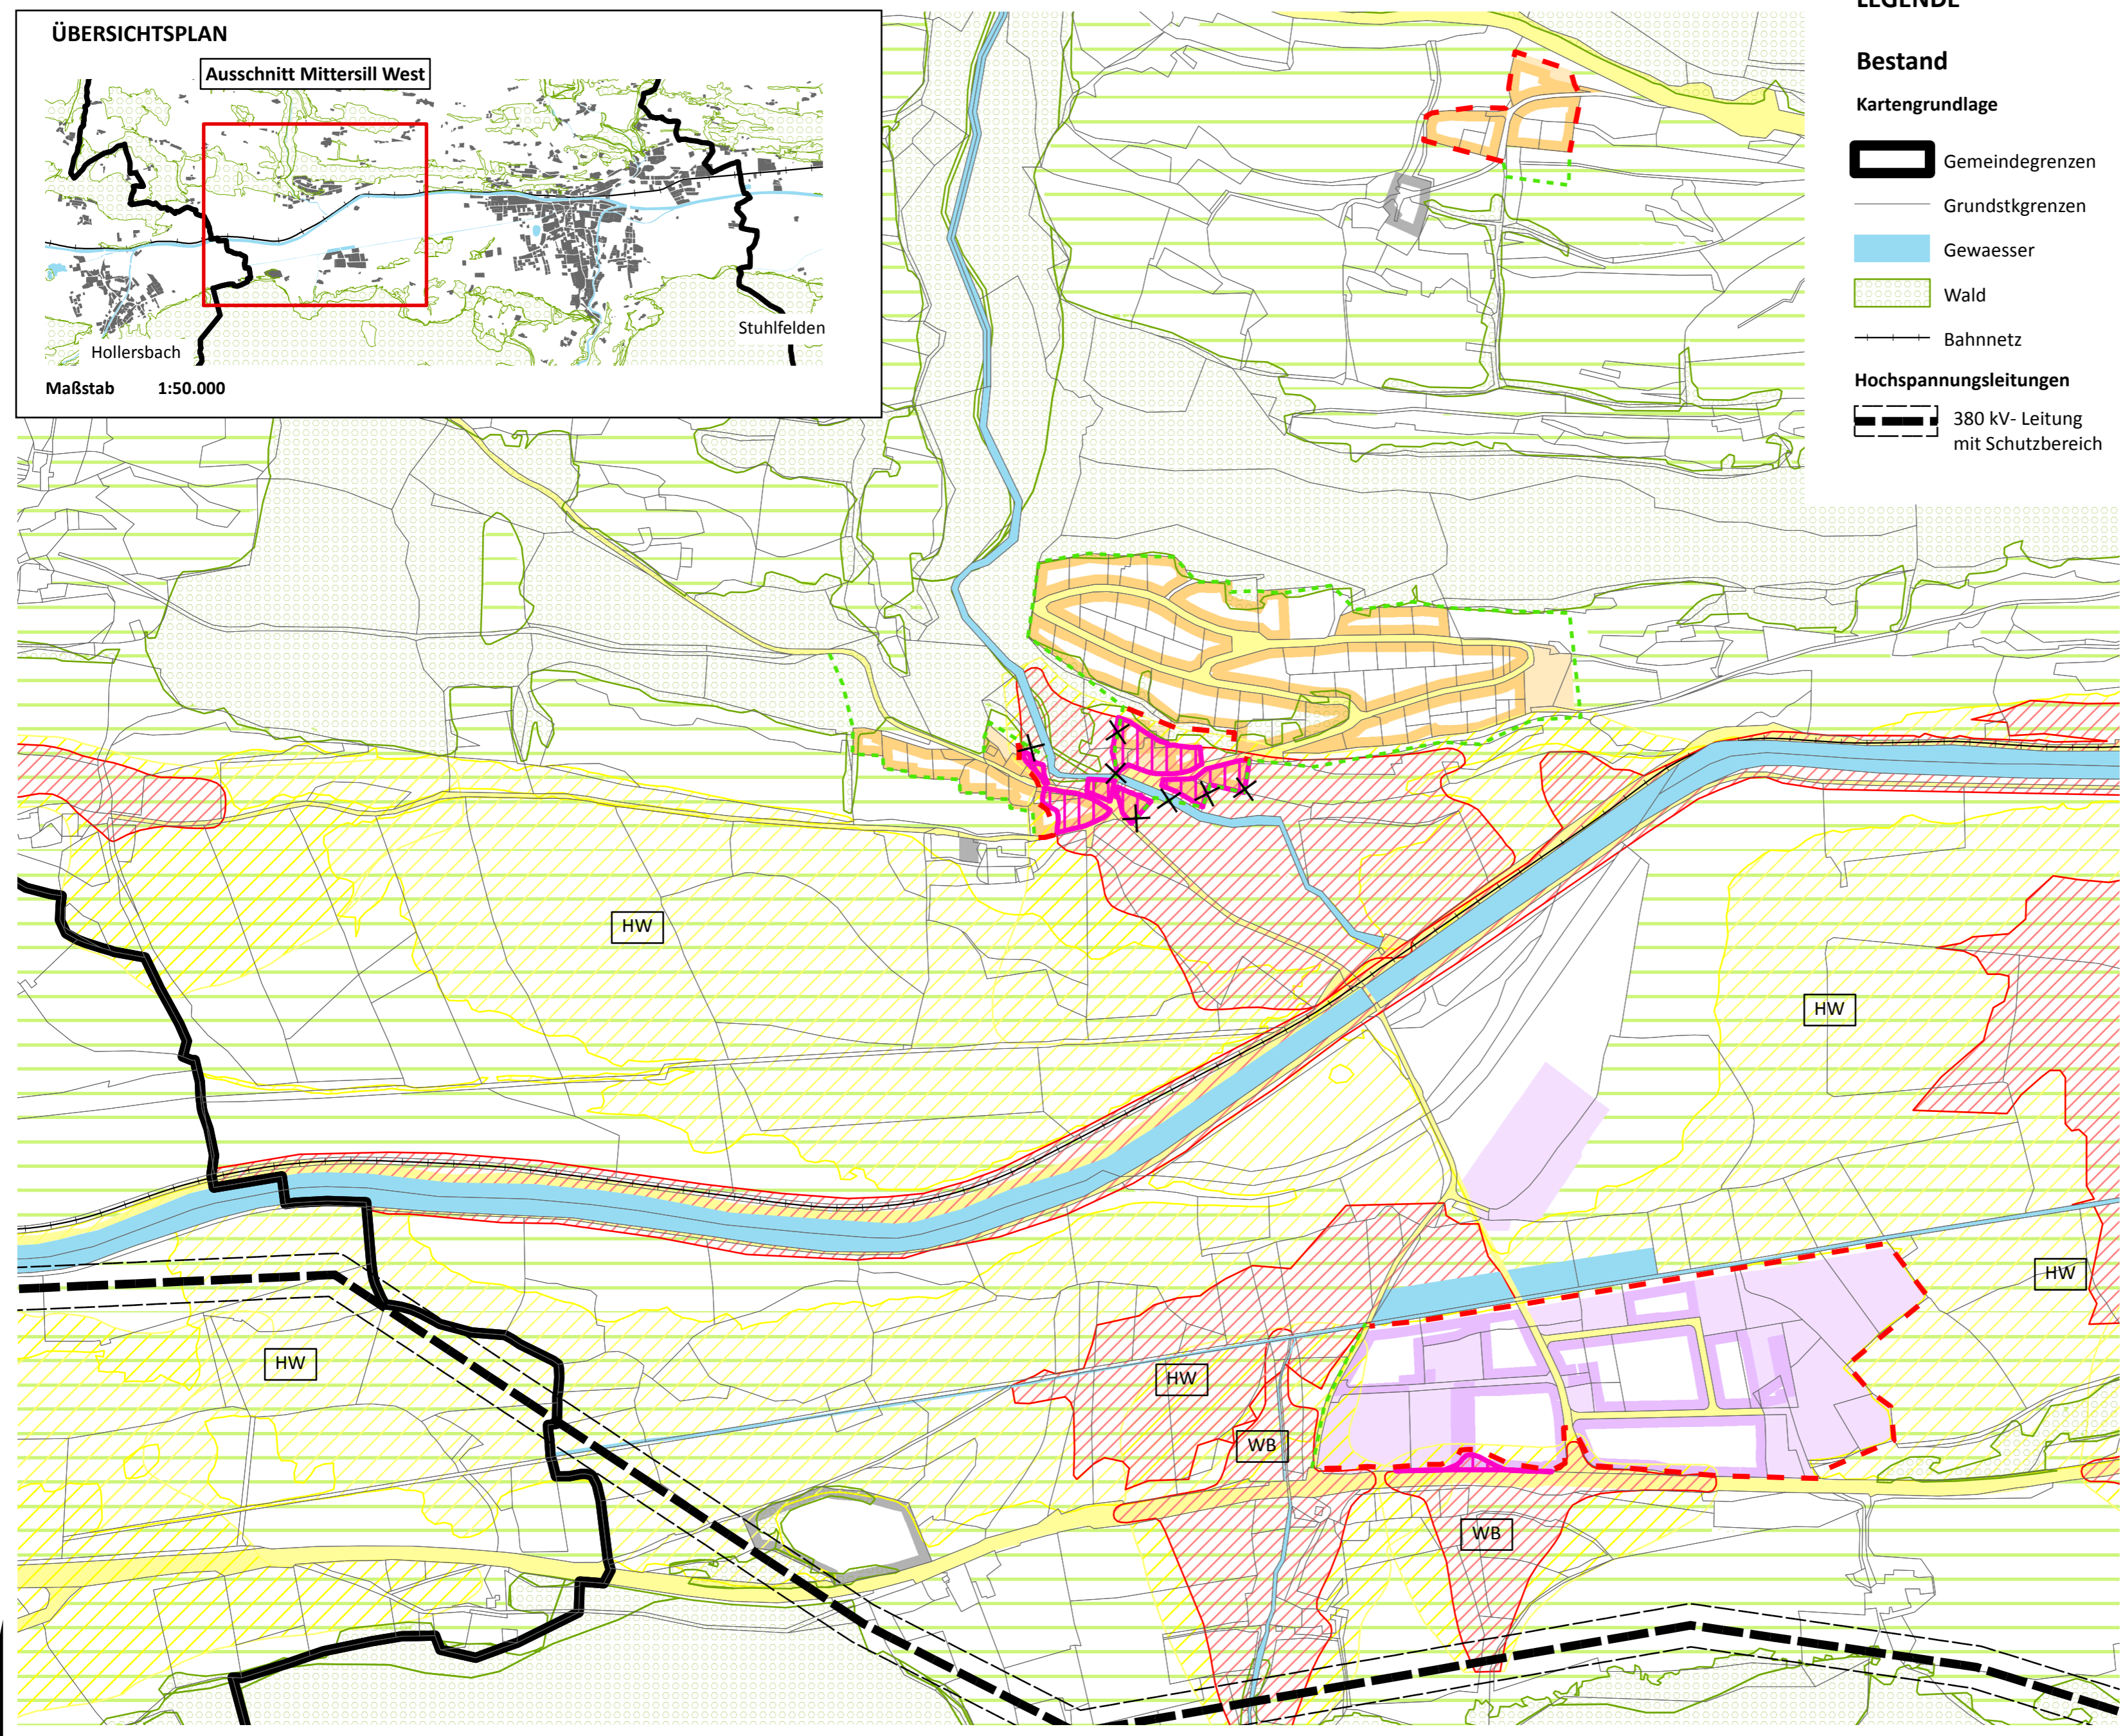 ÜBERSICHTSPLAN
Ausschnitt Mittersill West
Stuhlfelden
Hollersbach
Maßstab 1:50.000
LEGENDE
Bestand
Kartengrundlage
Gemeindegrenzen
Grundstkgrenzen
Gewaesser
Wald
Bahnnetz
Hochspannungsleitungen
380 kV- Leitung
mit Schutzbereich
HW
HW
HW
HW
HW
WB
WB